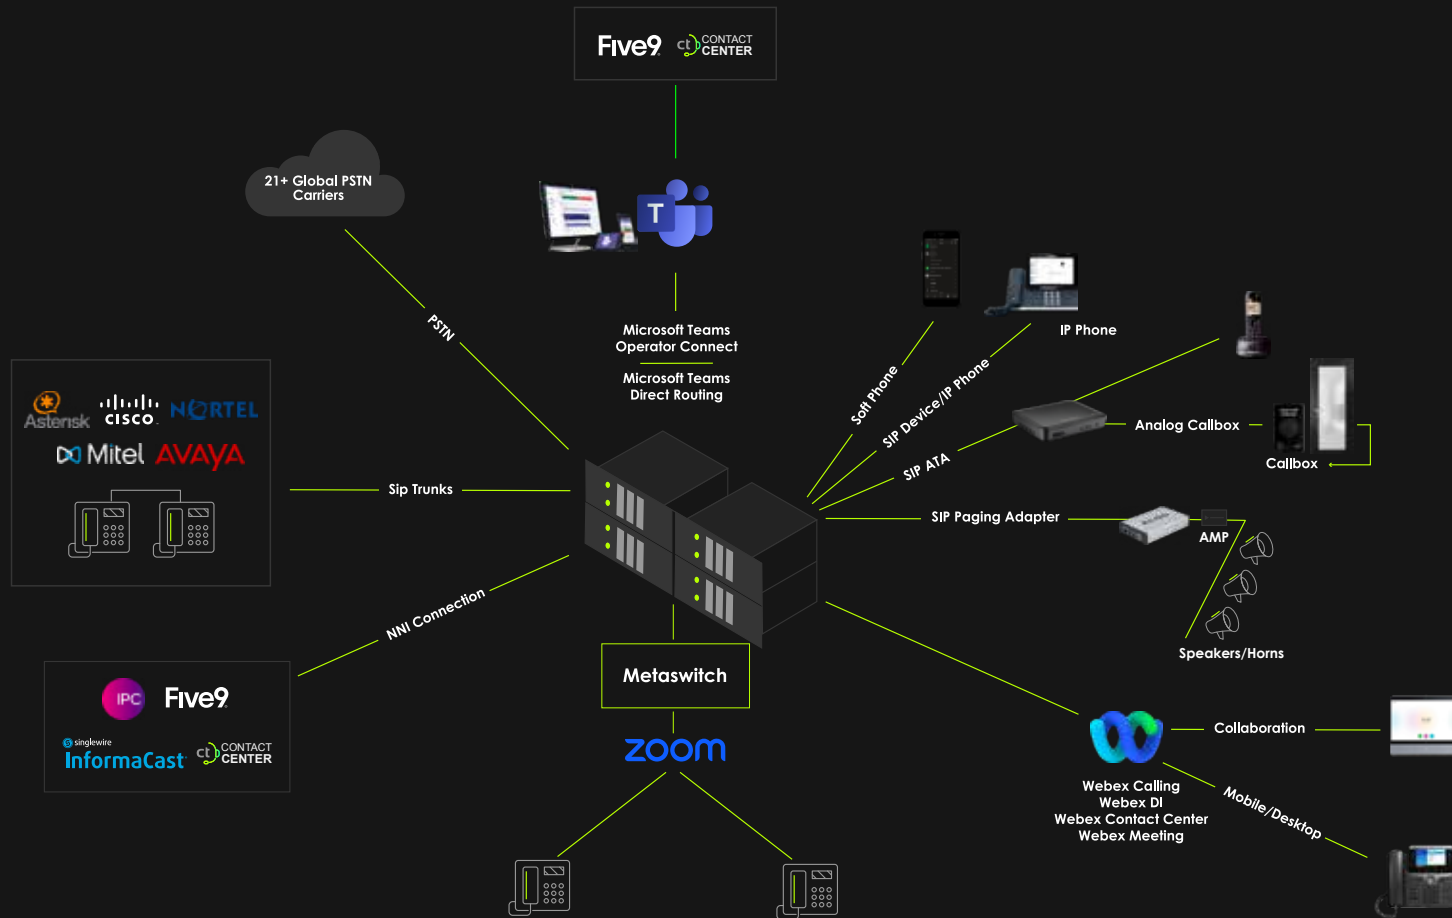 Five9
ct CONTACT
CENTER
21+ Global PSTN
Carriers
T
PSTN
Microsoft Teams
Operator Connect
Microsoft Teams
Direct Routing
Soft Phone
SIP Device/IP Phone
IP Phone
SIP ATA
Analog Callbox
Callbox
SIP Paging Adapter
AMP
Speakers/Horns
Asterisk
CISCO
NORTEL
Mitel
AVAYA
Sip Trunks
NNI Connection
IPC
Five9
singlewire
InformaCast
ct CONTACT
CENTER
Metaswitch
zoom
Collaboration
Mobile/Desktop
Webex Calling
Webex DI
Webex Contact Center
Webex Meeting